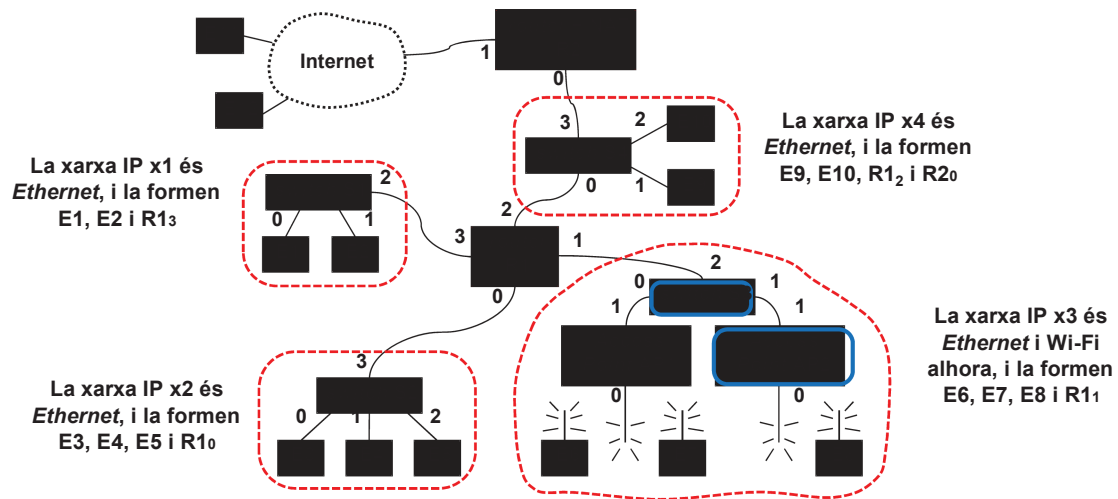 Internet
1
0
3
2
0
1
La xarxa IP x4 és
Ethernet, i la formen
E9, E10, R1₂ i R2₀
La xarxa IP x1 és
Ethernet, i la formen
E1, E2 i R1₃
2
0
1
2
3
1
0
2
0
1
1
1
0
0
La xarxa IP x3 és
Ethernet i Wi-Fi
alhora, i la formen
E6, E7, E8 i R1₁
La xarxa IP x2 és
Ethernet, i la formen
E3, E4, E5 i R1₀
3
0
1
2